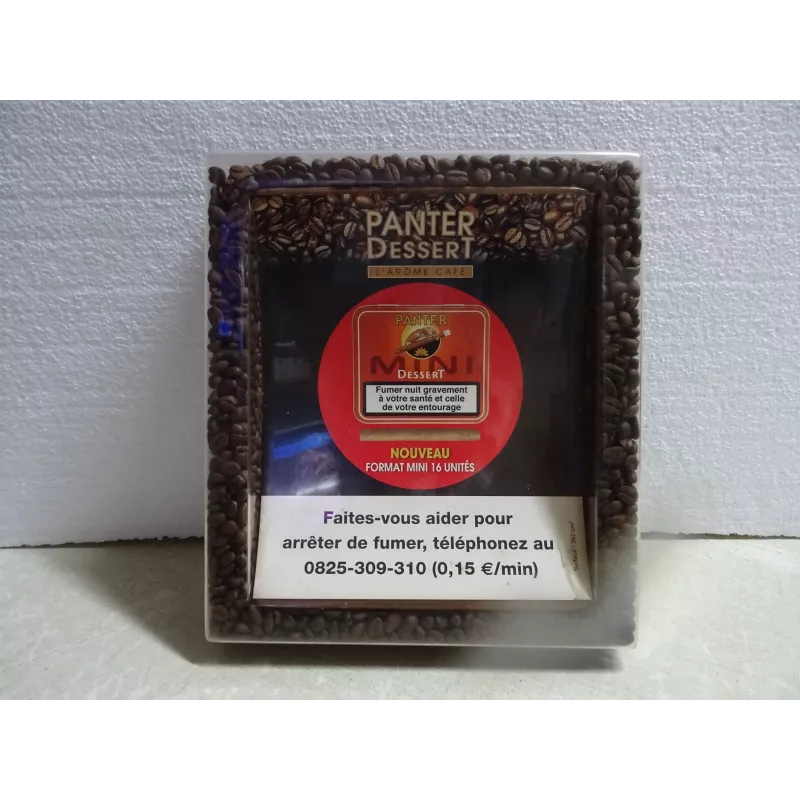 PANTÈR
DESSERT
L'ARÔME CAFÉ
PANTER
MINI
DESSERT
Fumer nuit gravement
à votre santé et celle
de votre entourage
NOUVEAU
FORMAT MINI 16 UNITÉS
Faites-vous aider pour
arrêter de fumer, téléphonez au
0825-309-310 (0,15 €/min)